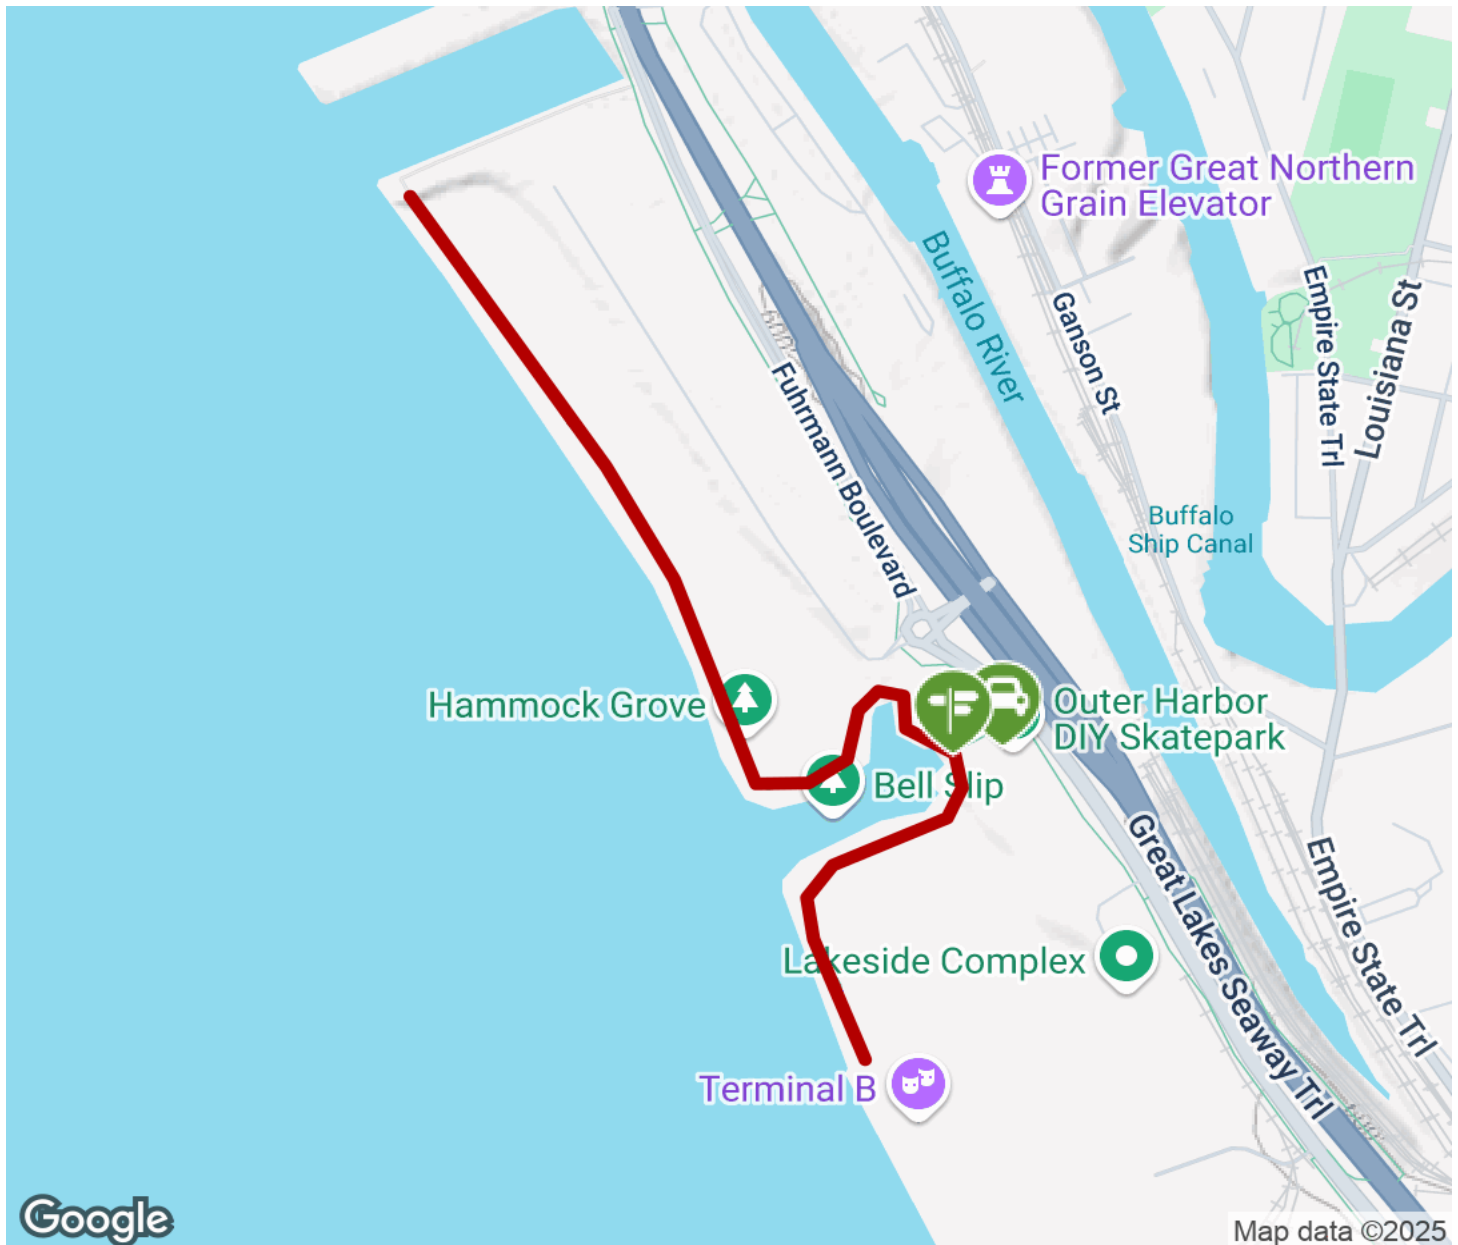 Former Great Northern
Grain Elevator
Buffalo River
Ganson St
Empire State Trl
Louisiana St
Fuhrmann Boulevard
Buffalo
Ship Canal
Hammock Grove
Outer Harbor
DIY Skatepark
Bell Slip
Great Lakes Seaway Trl
Empire State Trl
Lakeside Complex
Terminal B
Google
Map data ©2025